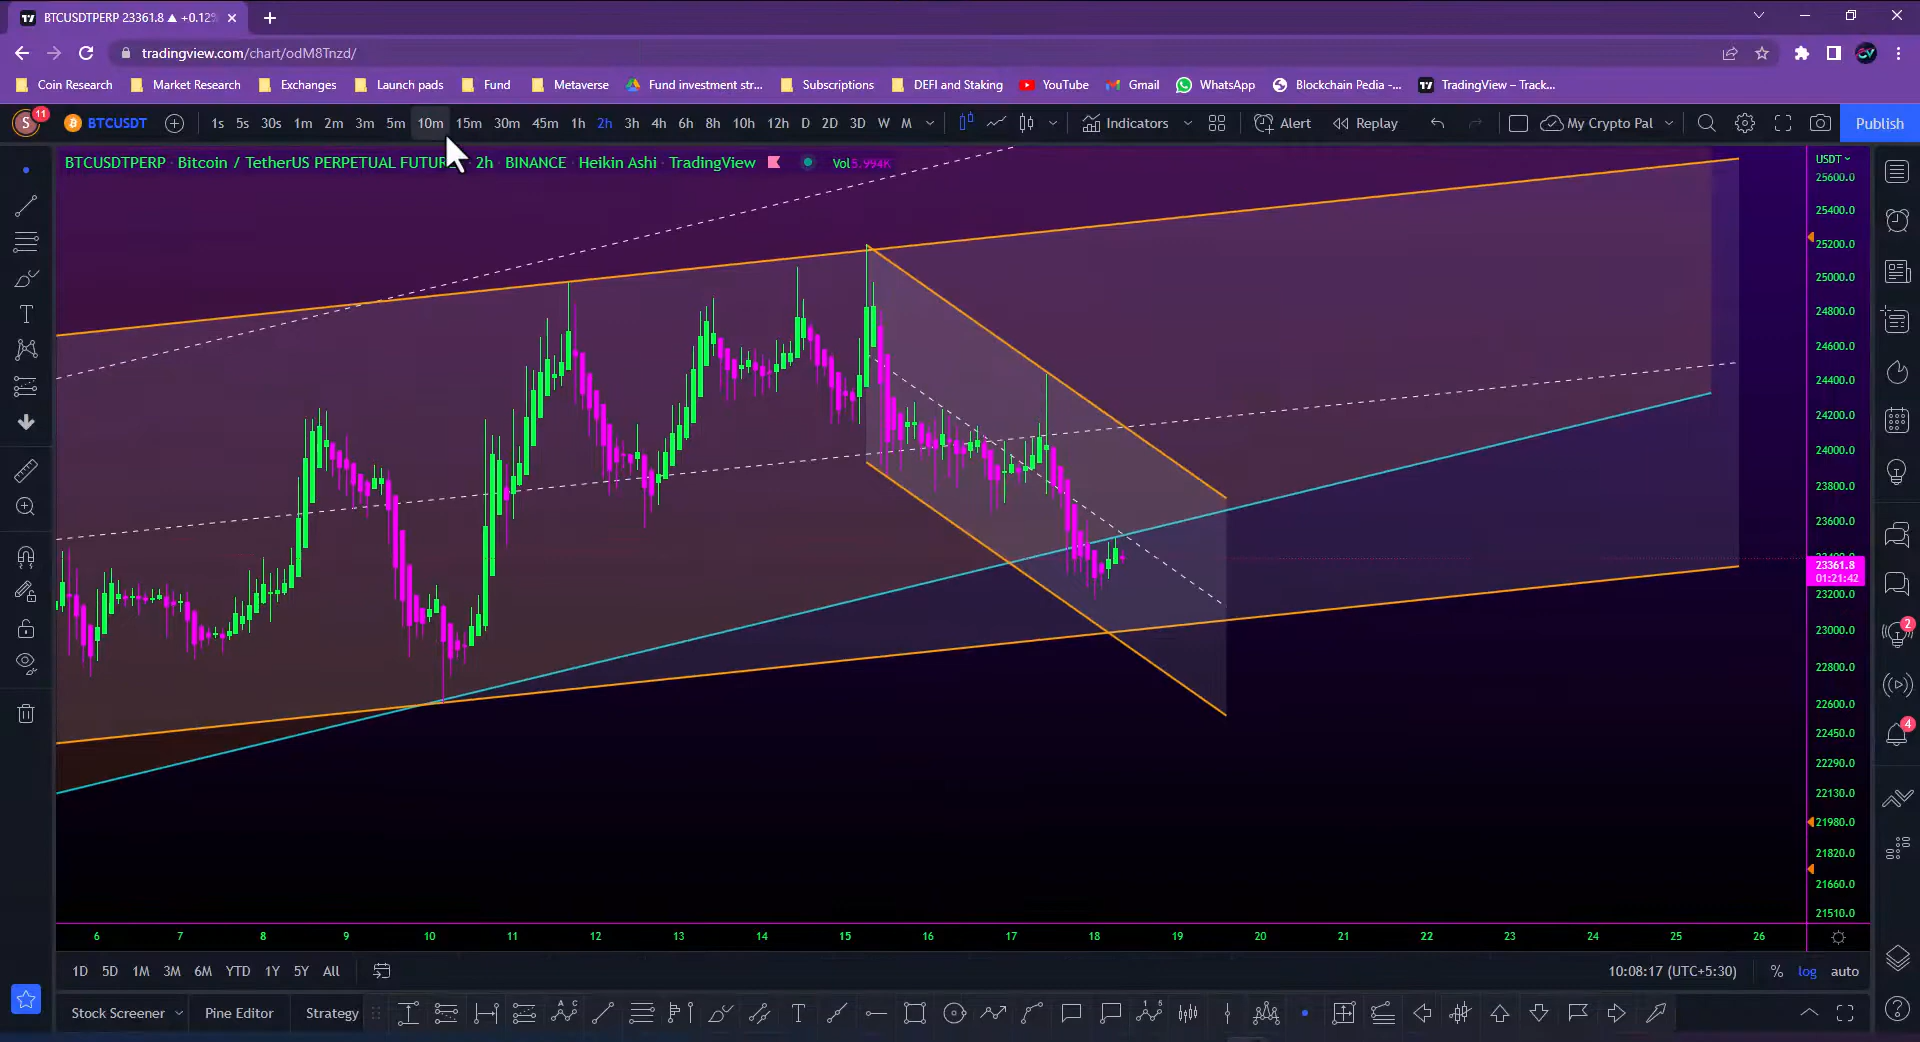 BTCUSDTPERP 23361.8 ▲ +0.12%
tradingview.com/chart/odM8Tnzd/
Coin Research Market Research Exchanges Launch pads Fund Metaverse Fund investment str... Subscriptions DEFI and Staking YouTube Gmail WhatsApp Blockchain Pedia -... TradingView – Track...
S 11 BTCUSDT 1s 5s 30s 1m 2m 3m 5m 10m 15m 30m 45m 1h 2h 3h 4h 6h 8h 10h 12h D 2D 3D W M Indicators Alert Replay My Crypto Pal Publish
BTCUSDTPERP · Bitcoin / TetherUS PERPETUAL FUTUR · 2h · BINANCE · Heikin Ashi · TradingView Vol 5.994K
USDT
25600.0
25400.0
25200.0
25000.0
24800.0
24600.0
24400.0
24200.0
24000.0
23800.0
23600.0
23361.8
01:21:42
23200.0
23000.0
22800.0
22600.0
22450.0
22290.0
22130.0
21980.0
21820.0
21660.0
21510.0
2
4
6 7 8 9 10 11 12 13 14 15 16 17 18 19 20 21 22 23 24 25 26
1D 5D 1M 3M 6M YTD 1Y 5Y All 10:08:17 (UTC+5:30) % log auto
Stock Screener Pine Editor Strategy